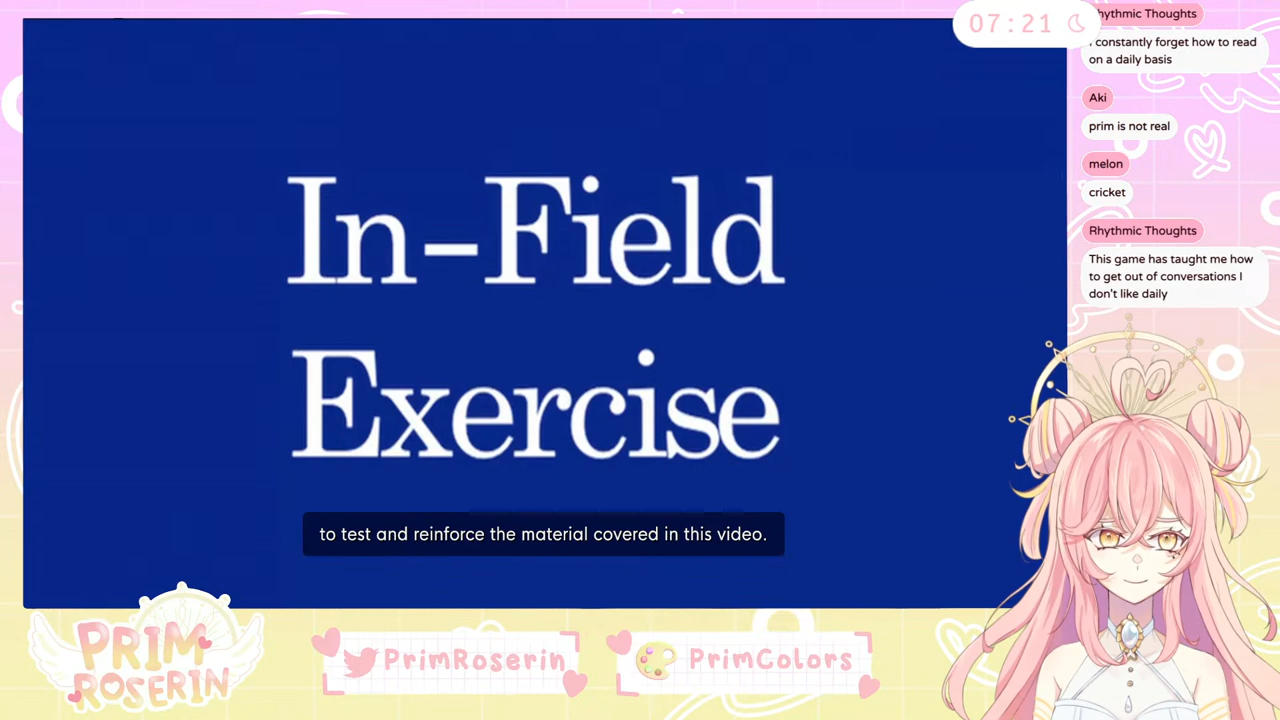 In-Field
Exercise
to test and reinforce the material covered in this video.
07:21
Rhythmic Thoughts
I constantly forget how to read
on a daily basis
Aki
prim is not real
melon
cricket
Rhythmic Thoughts
This game has taught me how
to get out of conversations I
don't like daily
PRIM
ROSERIN
PrimRoserin
PrimColors